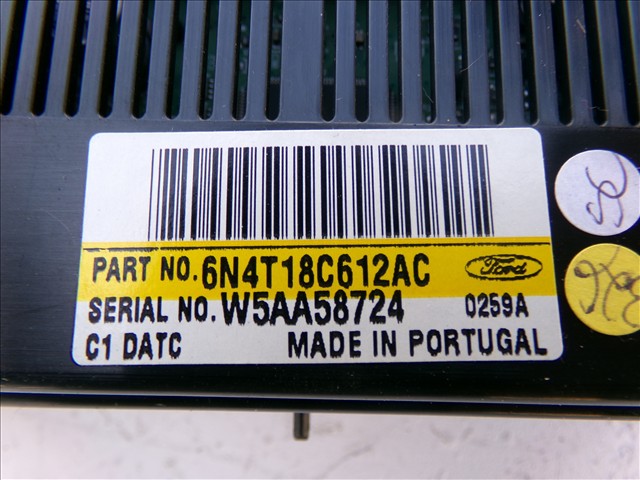 PART NO. 6N4T18C612AC Ford
SERIAL NO. W5AA58724 0259A
C1 DATC MADE IN PORTUGAL